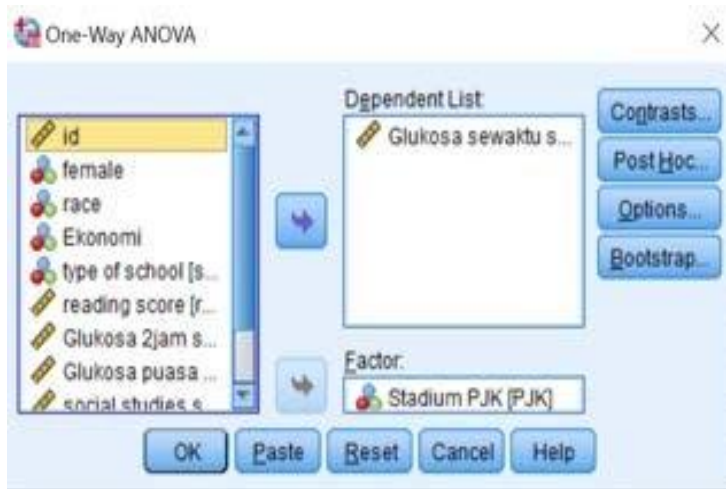 One-Way ANOVA
id
female
race
Ekonomi
type of school [s...
reading score [r...
Glukosa 2jam s...
Glukosa puasa ...
social studies s
Dependent List:
Glukosa sewaktu s...
Factor:
Stadium PJK [PJK]
Contrasts...
Post Hoc...
Options...
Bootstrap...
OK
Paste
Reset
Cancel
Help